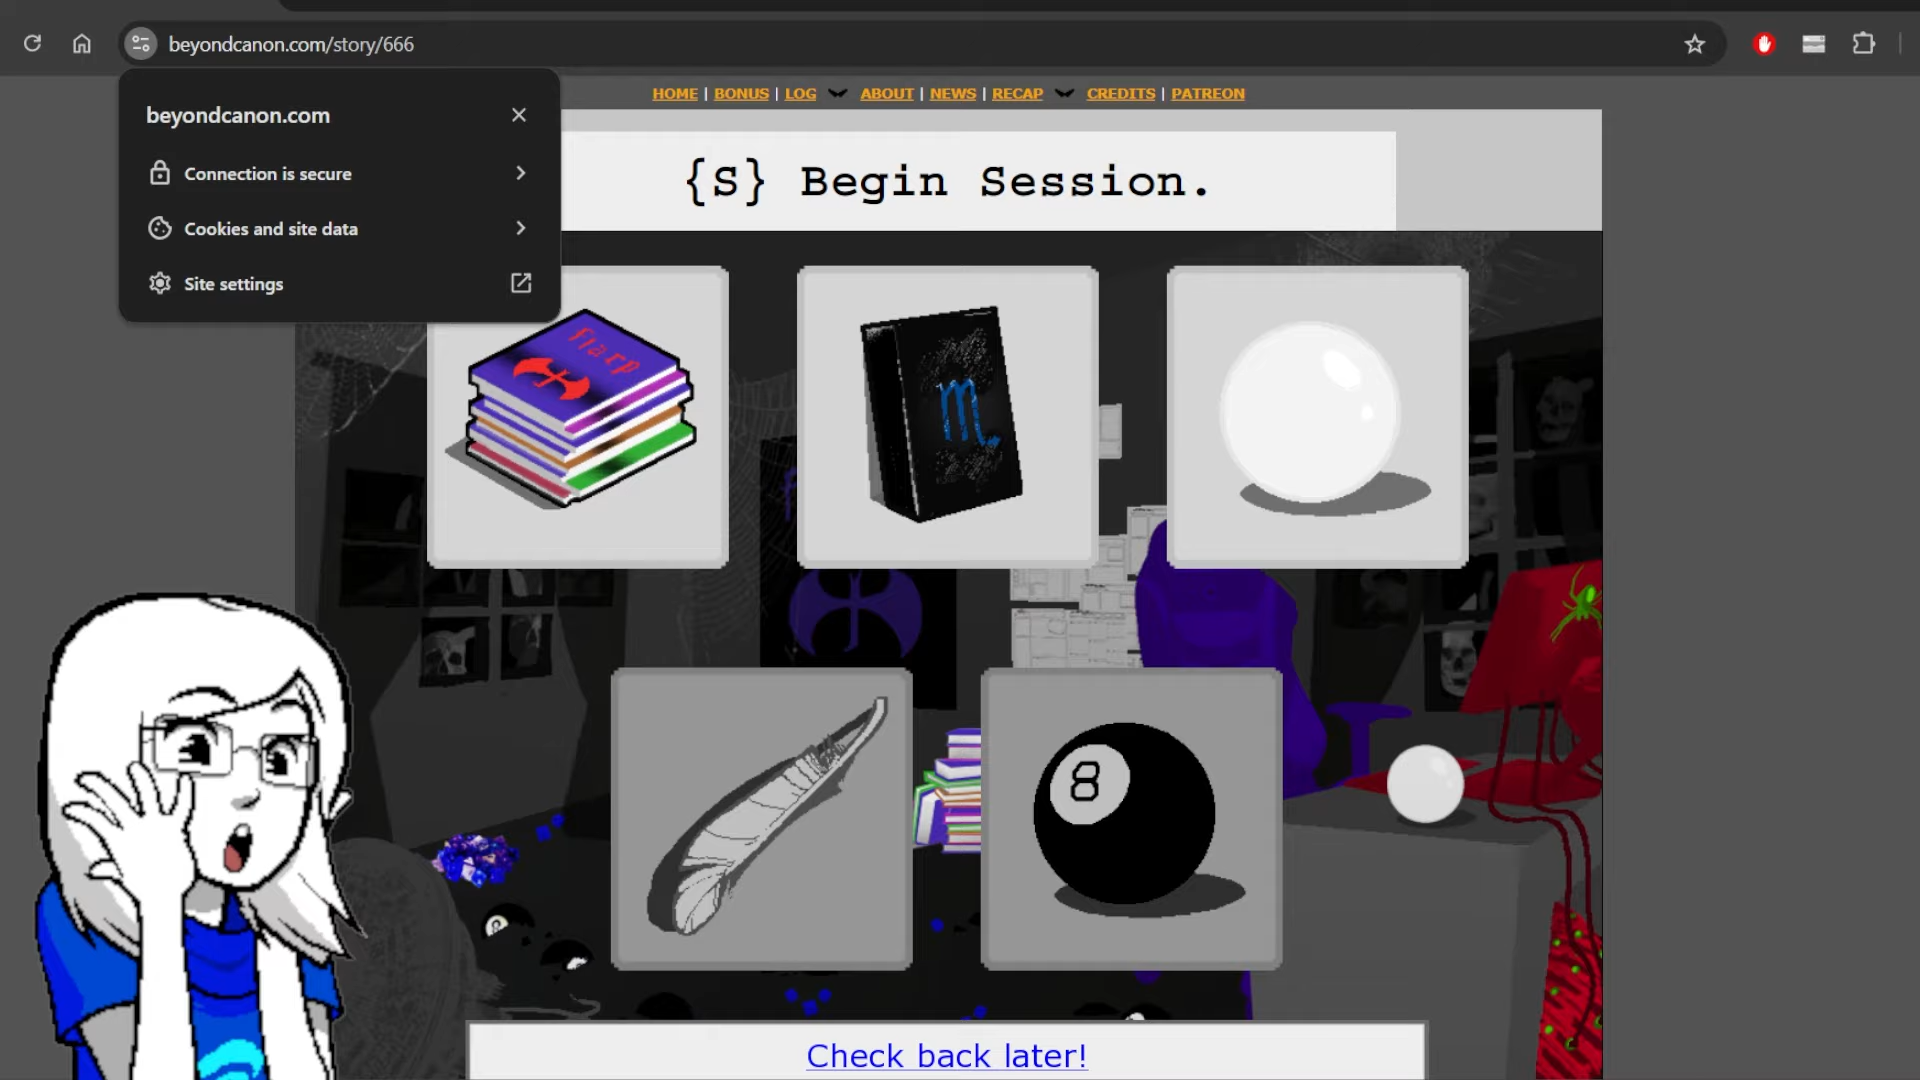 beyondcanon.com/story/666
beyondcanon.com
Connection is secure
Cookies and site data
Site settings
HOME | BONUS | LOG ABOUT | NEWS | RECAP CREDITS | PATREON
{S} Begin Session.
flarp
8
Check back later!